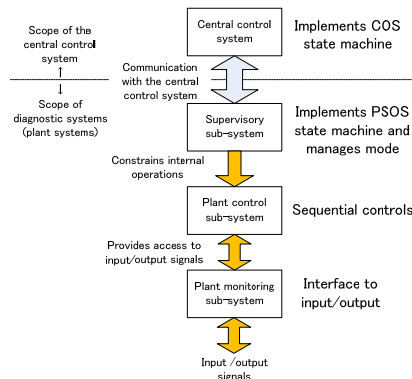 Scope of the
central control
system
Central control
system
Implements COS
state machine
Communication
with the central
control system
Scope of
diagnostic systems
(plant systems)
Supervisory
sub-system
Implements PSOS
state machine and
manages mode
Constrains internal
operations
Plant control
sub-system
Sequential controls
Provides access to
input/output signals
Plant monitoring
sub-system
Interface to
input/output
Input /output
signals